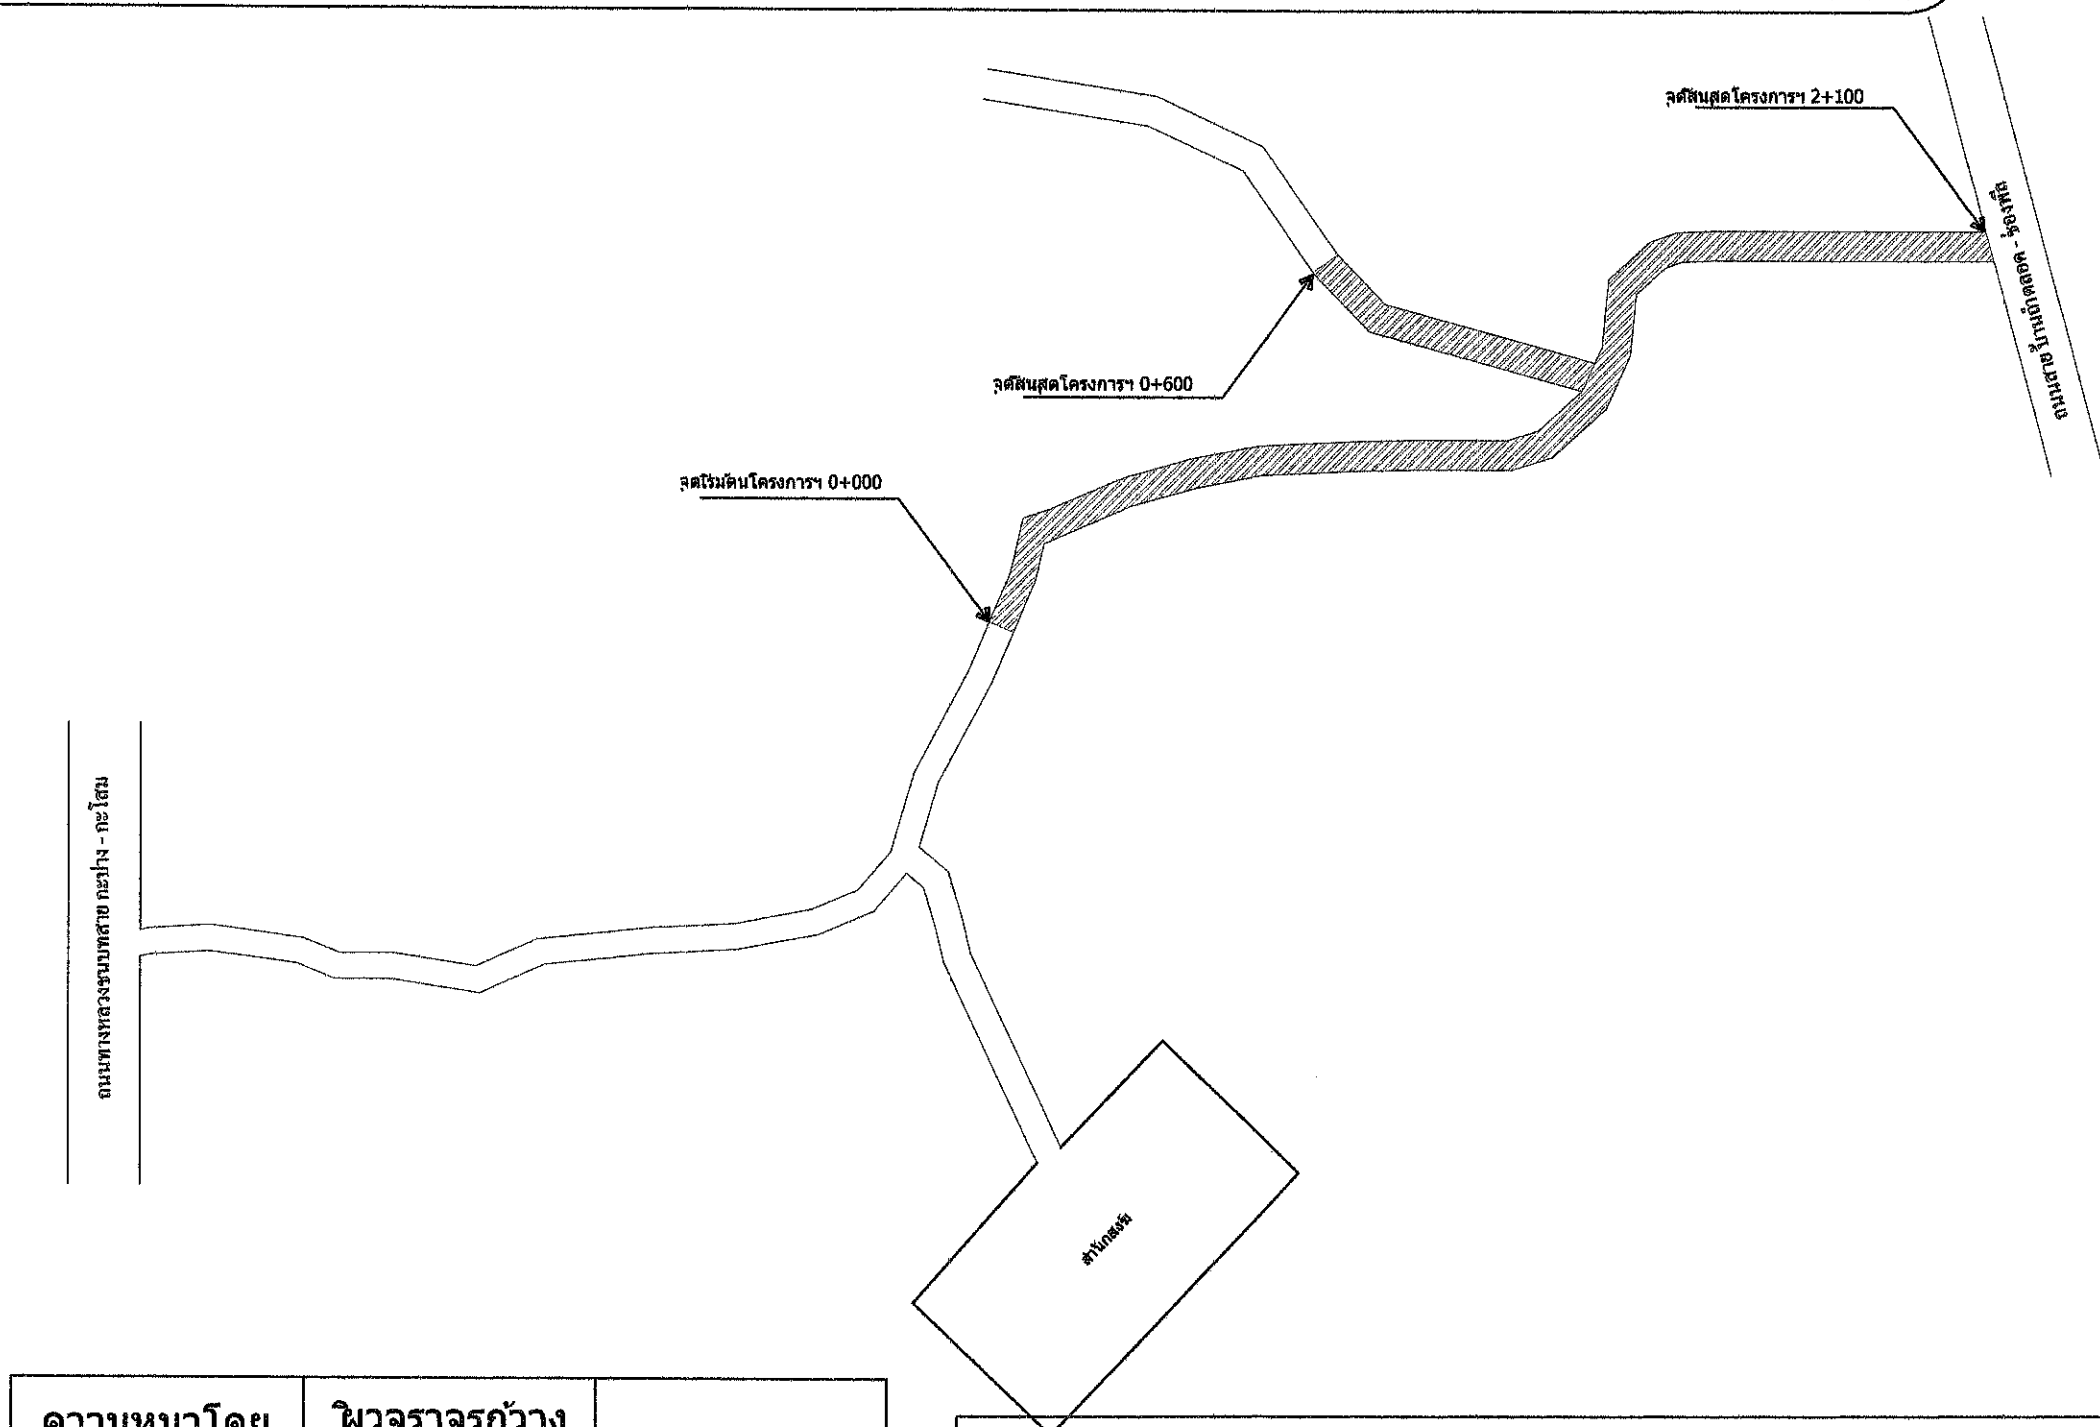 จุดสิ้นสุดโครงการฯ 2+100
ถนนสาย บ้านถ้ำตลอด - ช่องเพลี
จุดสิ้นสุดโครงการฯ 0+600
จุดเริ่มต้นโครงการฯ 0+000
ถนนทางหลวงชนบทสาย กะปาง - กะโสม
สำนักสงฆ์
ความหนาโดย
ผิวจราจรกว้าง